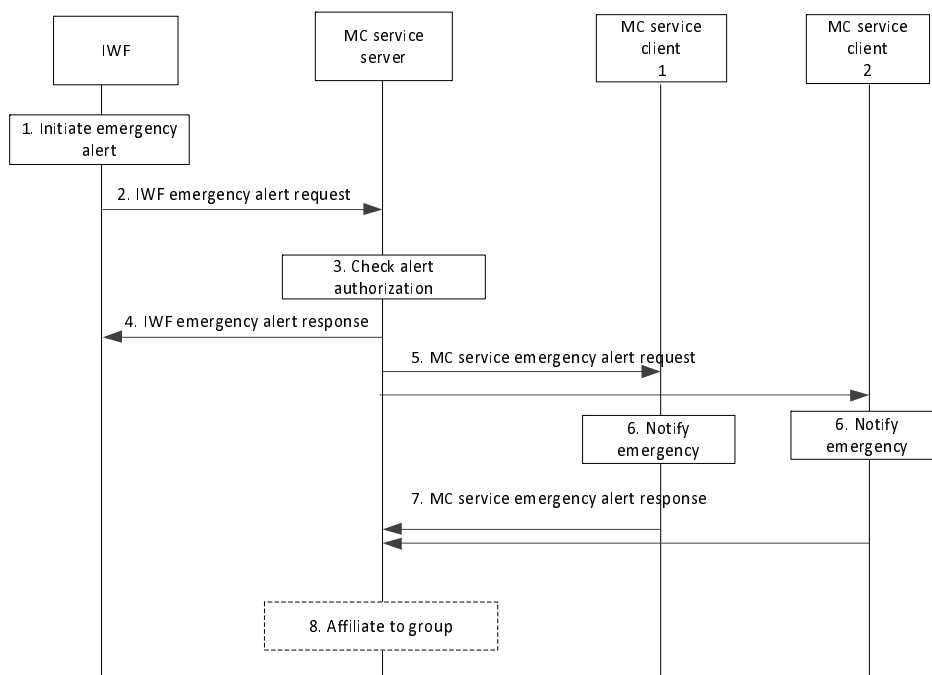 IWF
MC service
server
MC service
client
1
MC service
client
2
1. Initiate emergency
alert
2. IWF emergency alert request
3. Check alert
authorization
4. IWF emergency alert response
5. MC service emergency alert request
6. Notify
emergency
6. Notify
emergency
7. MC service emergency alert response
8. Affiliate to group